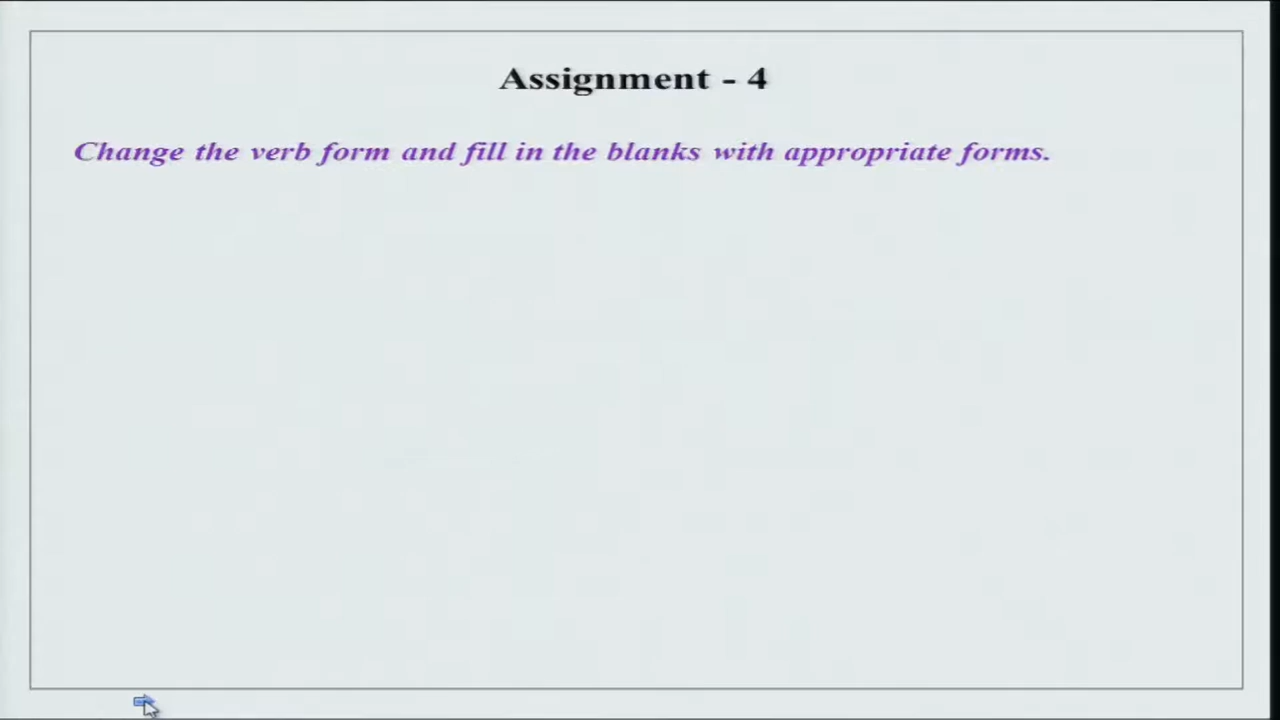 Assignment - 4
Change the verb form and fill in the blanks with appropriate forms.